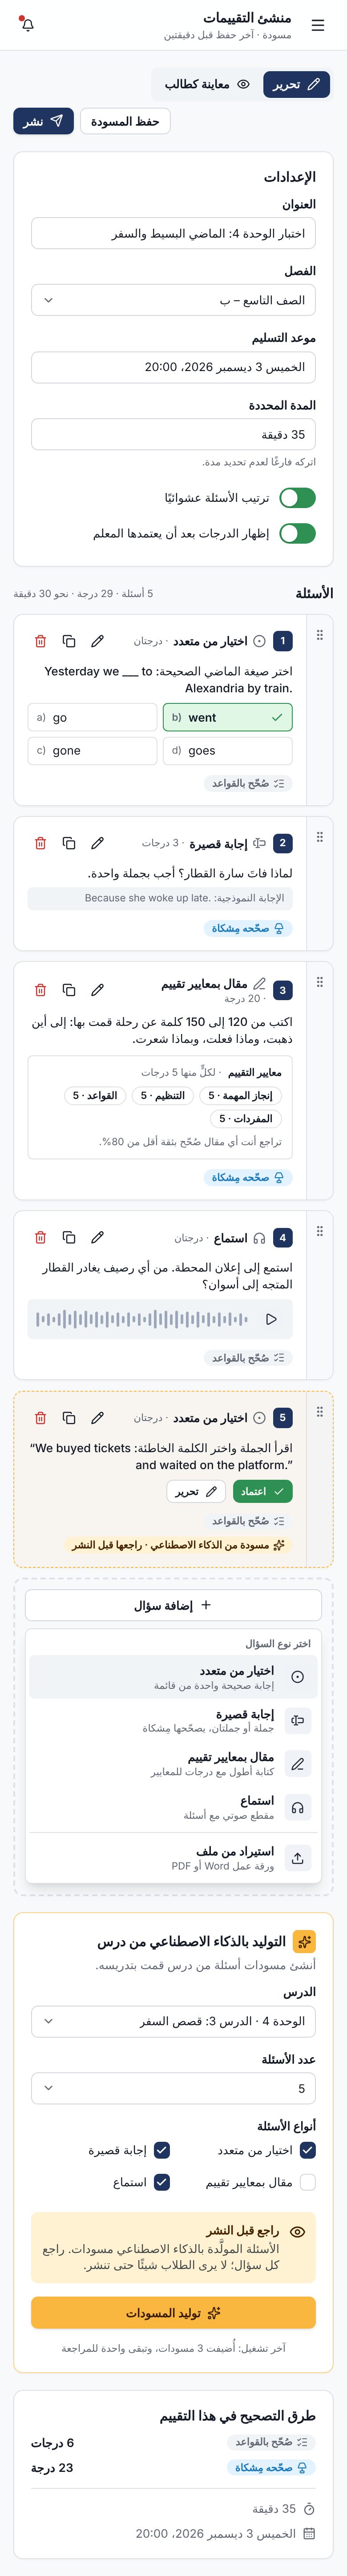 منشئ التقييمات
مسودة · آخر حفظ قبل دقيقتين
تحرير
معاينة كطالب
حفظ المسودة
نشر
الإعدادات
العنوان
اختبار الوحدة 4: الماضي البسيط والسفر
الفصل
الصف التاسع – ب
موعد التسليم
الخميس 3 ديسمبر 2026، 20:00
المدة المحددة
35 دقيقة
اتركه فارغًا لعدم تحديد مدة.
ترتيب الأسئلة عشوائيًا
إظهار الدرجات بعد أن يعتمدها المعلم
الأسئلة
5 أسئلة · 29 درجة · نحو 30 دقيقة
1 اختيار من متعدد · درجتان
اختر صيغة الماضي الصحيحة: Yesterday we ___ to
Alexandria by train.
a) go
b) went
c) gone
d) goes
صُحّح بالقواعد
2 إجابة قصيرة · 3 درجات
لماذا فات سارة القطار؟ أجب بجملة واحدة.
الإجابة النموذجية: Because she woke up late.
صحّحه مِشكاة
3 مقال بمعايير تقييم
· 20 درجة
اكتب من 120 إلى 150 كلمة عن رحلة قمت بها: إلى أين
ذهبت، وماذا فعلت، وبماذا شعرت.
معايير التقييم · لكلٍّ منها 5 درجات
إنجاز المهمة · 5
التنظيم · 5
القواعد · 5
المفردات · 5
تراجع أنت أي مقال صُحّح بثقة أقل من 80%.
صحّحه مِشكاة
4 استماع · درجتان
استمع إلى إعلان المحطة. من أي رصيف يغادر القطار
المتجه إلى أسوان؟
صُحّح بالقواعد
5 اختيار من متعدد · درجتان
اقرأ الجملة واختر الكلمة الخاطئة: “We buyed tickets
and waited on the platform.”
اعتماد
تحرير
صُحّح بالقواعد
مسودة من الذكاء الاصطناعي · راجعها قبل النشر
إضافة سؤال
اختر نوع السؤال
اختيار من متعدد
إجابة صحيحة واحدة من قائمة
إجابة قصيرة
جملة أو جملتان، يصحّحها مِشكاة
مقال بمعايير تقييم
كتابة أطول مع درجات للمعايير
استماع
مقطع صوتي مع أسئلة
استيراد من ملف
ورقة عمل Word أو PDF
التوليد بالذكاء الاصطناعي من درس
أنشئ مسودات أسئلة من درس قمت بتدريسه.
الدرس
الوحدة 4 · الدرس 3: قصص السفر
عدد الأسئلة
5
أنواع الأسئلة
اختيار من متعدد
إجابة قصيرة
مقال بمعايير تقييم
استماع
راجع قبل النشر
الأسئلة المولَّدة بالذكاء الاصطناعي مسودات. راجع
كل سؤال؛ لا يرى الطلاب شيئًا حتى تنشر.
توليد المسودات
آخر تشغيل: أُضيفت 3 مسودات، وتبقى واحدة للمراجعة
طرق التصحيح في هذا التقييم
صُحّح بالقواعد 6 درجات
صحّحه مِشكاة 23 درجة
35 دقيقة
الخميس 3 ديسمبر 2026، 20:00